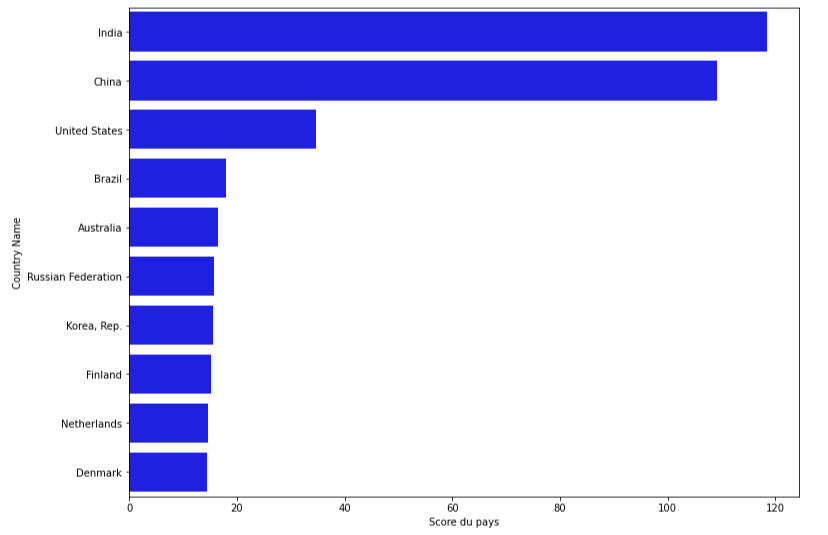 India
China
United States
Brazil
Australia
Russian Federation
Korea, Rep.
Finland
Netherlands
Denmark
Country Name
0 20 40 60 80 100 120
Score du pays